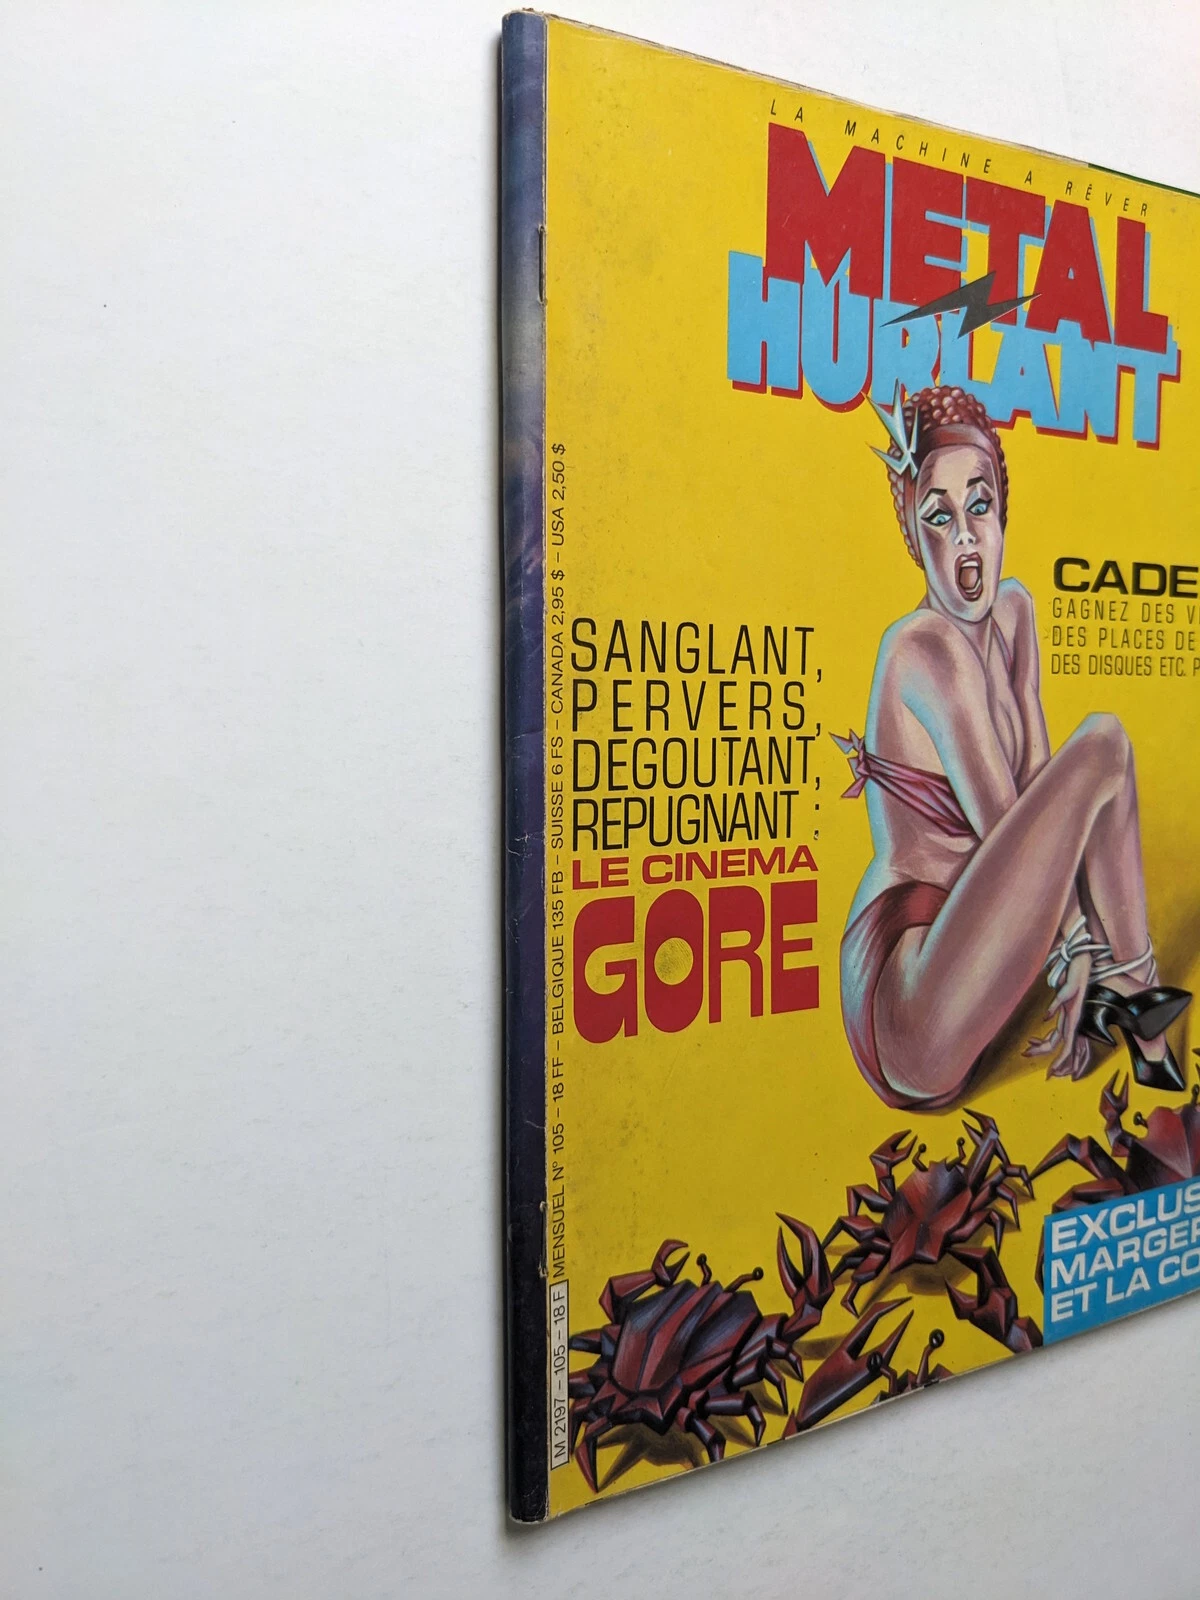 LA MACHINE A RÊVER
METAL
HURLANT
CADE
GAGNEZ DES
DES PLACES DE
DES DISQUES ETC.
SANGLANT,
PERVERS,
DEGOUTANT,
REPUGNANT :
LE CINEMA
GORE
EXCLUS
MARGER
ET LA CO
M 2197 – 105 – 18 F MENSUEL N° 105 – 18 FF – BELGIQUE 135 FB – SUISSE 6 FS – CANADA 2,95 $ – USA 2,50 $